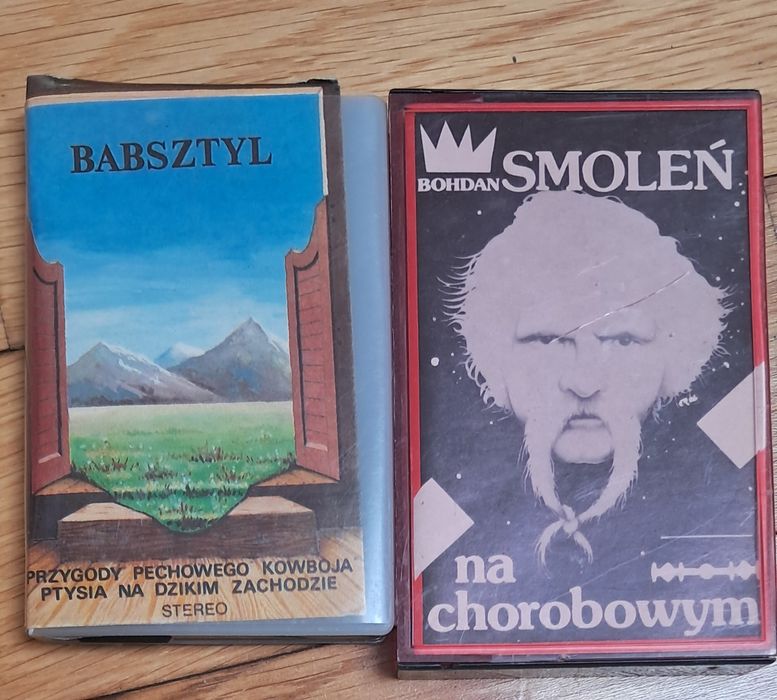 BABSZTYL
PRZYGODY PECHOWEGO KOWBOJA
PTYSIA NA DZIKIM ZACHODZIE
STEREO
BOHDAN SMOLEŃ
na
chorobowym